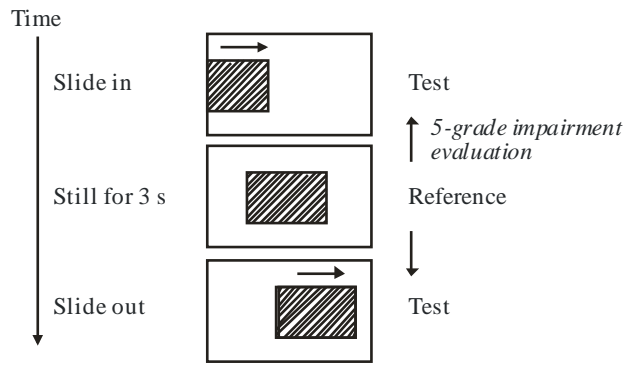 Time
Slide in
Test
5-grade impairment
evaluation
Still for 3 s
Reference
Slide out
Test